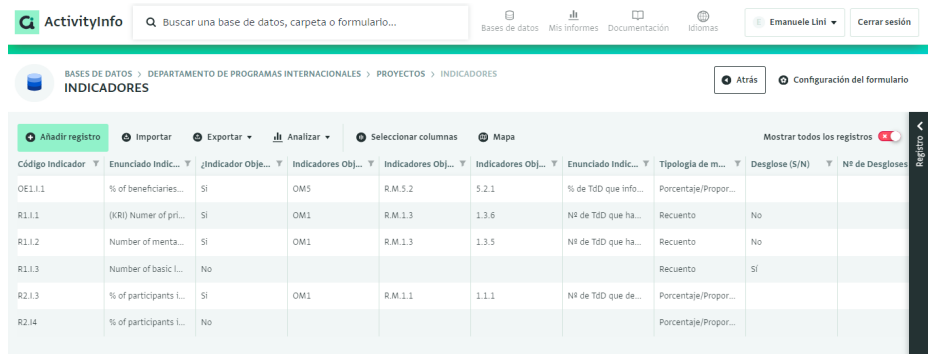 ActivityInfo
Buscar una base de datos, carpeta o formulario...
Bases de datos Mis informes Documentación Idiomas
E Emanuele Lini Cerrar sesión
BASES DE DATOS > DEPARTAMENTO DE PROGRAMAS INTERNACIONALES > PROYECTOS > INDICADORES
INDICADORES
Atrás Configuración del formulario
Añadir registro Importar Exportar Analizar Seleccionar columnas Mapa Mostrar todos los registros
Registro
Código Indicador Enunciado Indic... ¿Indicador Obje... Indicadores Obj... Indicadores Obj... Indicadores Obj... Enunciado Indic... Tipología de m... Desglose (S/N) Nº de Desgloses
OE1.I.1 % of beneficiaries... Si OM5 R.M.5.2 5.2.1 % de TdD que info... Porcentaje/Propor...
R1.I.1 (KRI) Numer of pri... Si OM1 R.M.1.3 1.3.6 Nº de TdD que ha... Recuento No
R1.I.2 Number of menta... Si OM1 R.M.1.3 1.3.5 Nº de TdD que ha... Recuento No
R1.I.3 Number of basic l... No Recuento Sí
R2.I.3 % of participants i... Si OM1 R.M.1.1 1.1.1 Nº de TdD que de... Porcentaje/Propor...
R2.I4 % of participants i... No Porcentaje/Propor...